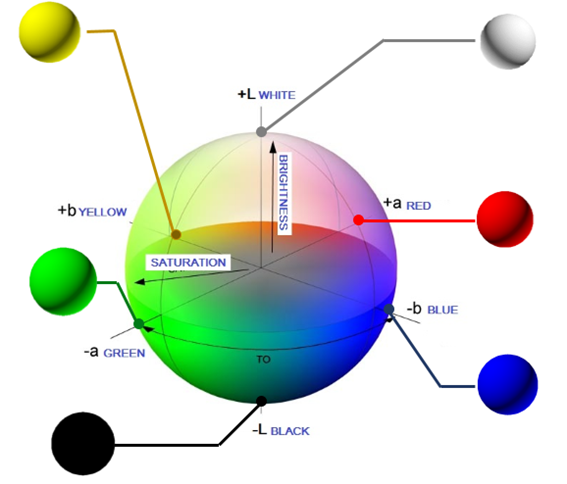 +L WHITE
BRIGHTNESS
+a RED
+b YELLOW
SATURATION
-b BLUE
-a GREEN
TO
-L BLACK